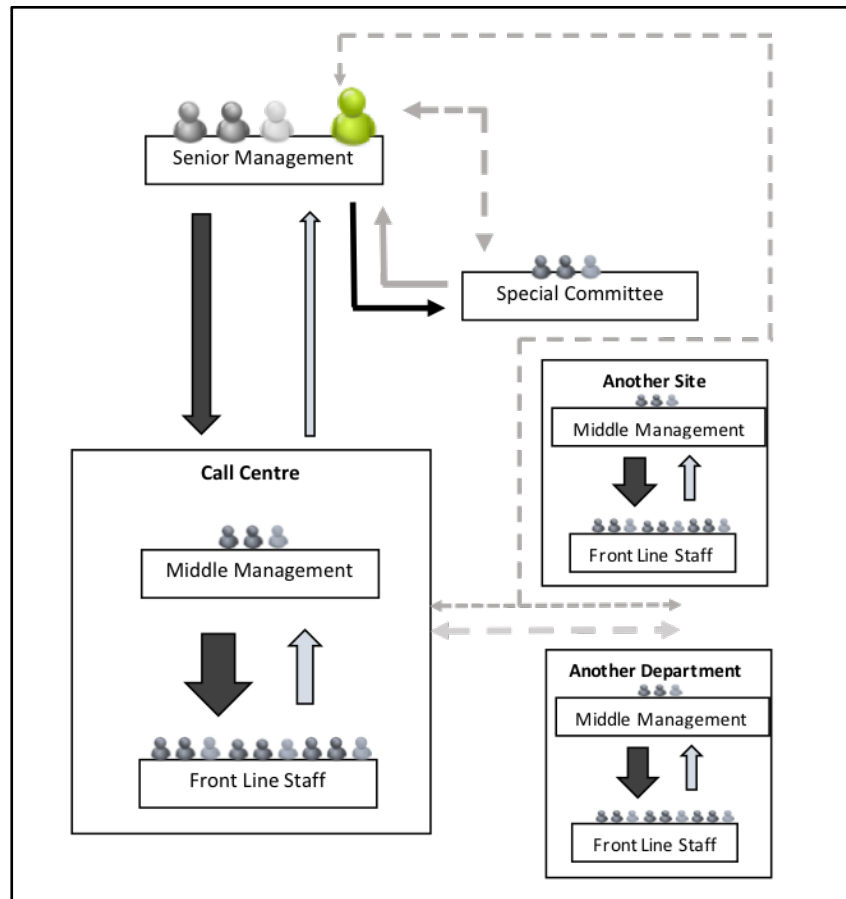 Senior Management
Special Committee
Another Site
Middle Management
Front Line Staff
Call Centre
Middle Management
Front Line Staff
Another Department
Middle Management
Front Line Staff